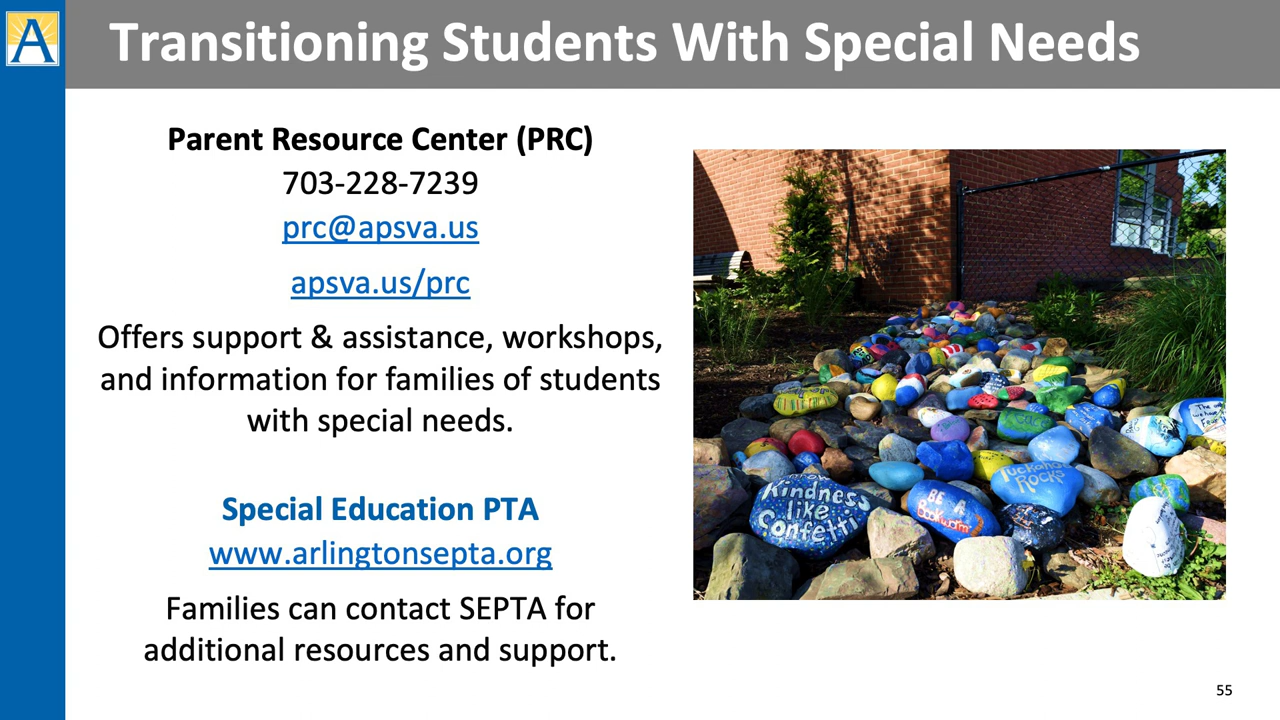 A
Transitioning Students With Special Needs
Parent Resource Center (PRC)
703-228-7239
prc@apsva.us
apsva.us/prc
Offers support & assistance, workshops,
and information for families of students
with special needs.
Special Education PTA
www.arlingtonsepta.org
Families can contact SEPTA for
additional resources and support.
Kindness
like
Confetti
BE A
Bookworm
Tuckahoe
ROCKS
55